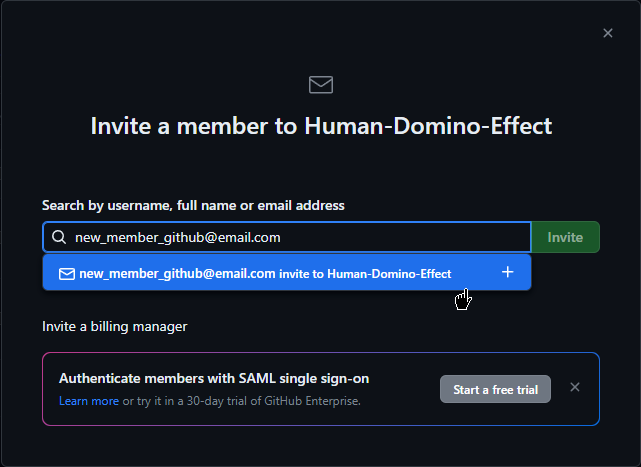 Invite a member to Human-Domino-Effect
Search by username, full name or email address
new_member_github@email.com
Invite
new_member_github@email.com invite to Human-Domino-Effect
Invite a billing manager
Authenticate members with SAML single sign-on
Learn more or try it in a 30-day trial of GitHub Enterprise.
Start a free trial